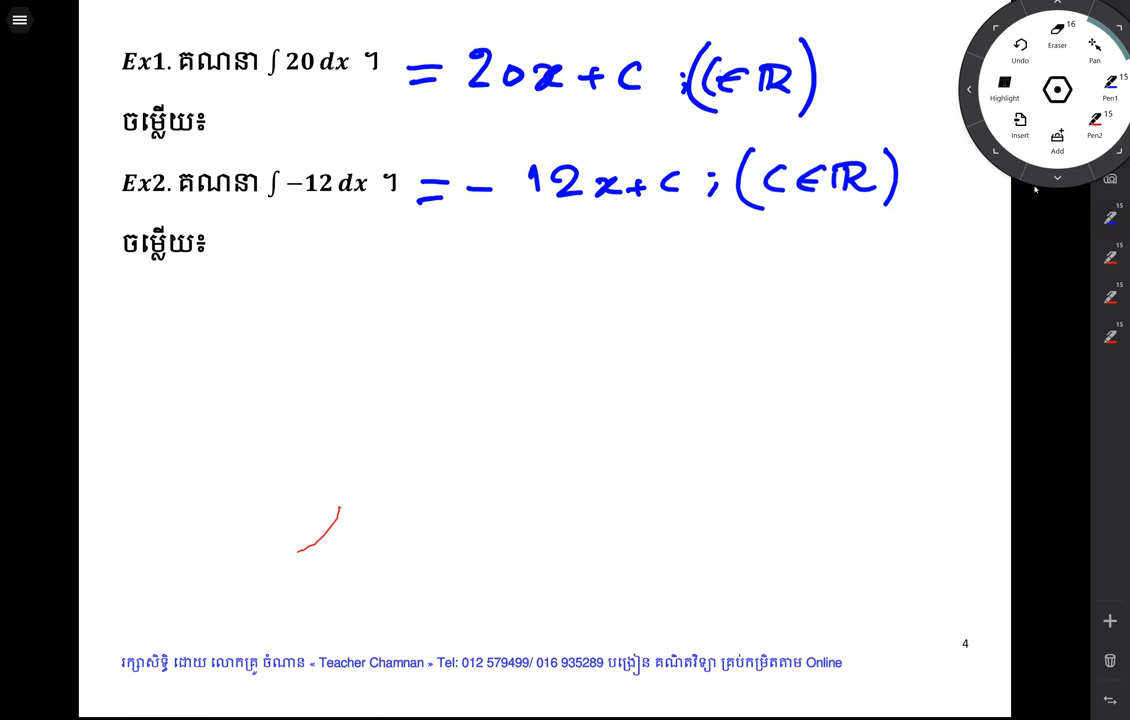 Ex1. គណនា ∫ 20 dx ។ = 20x + c ; (c ∈ ℝ)
ចម្លើយ៖
Ex2. គណនា ∫ −12 dx ។ = − 12x + c ; (c ∈ ℝ)
ចម្លើយ៖
4
រក្សាសិទ្ធិ ដោយ លោកគ្រូ ចំណាន « Teacher Chamnan » Tel: 012 579499/ 016 935289 បង្រៀន គណិតវិទ្យា គ្រប់កម្រិតតាម Online
16
Eraser
Undo
Pan
15
Highlight
Pen1
15
Insert
Pen2
Add
15
15
15
15